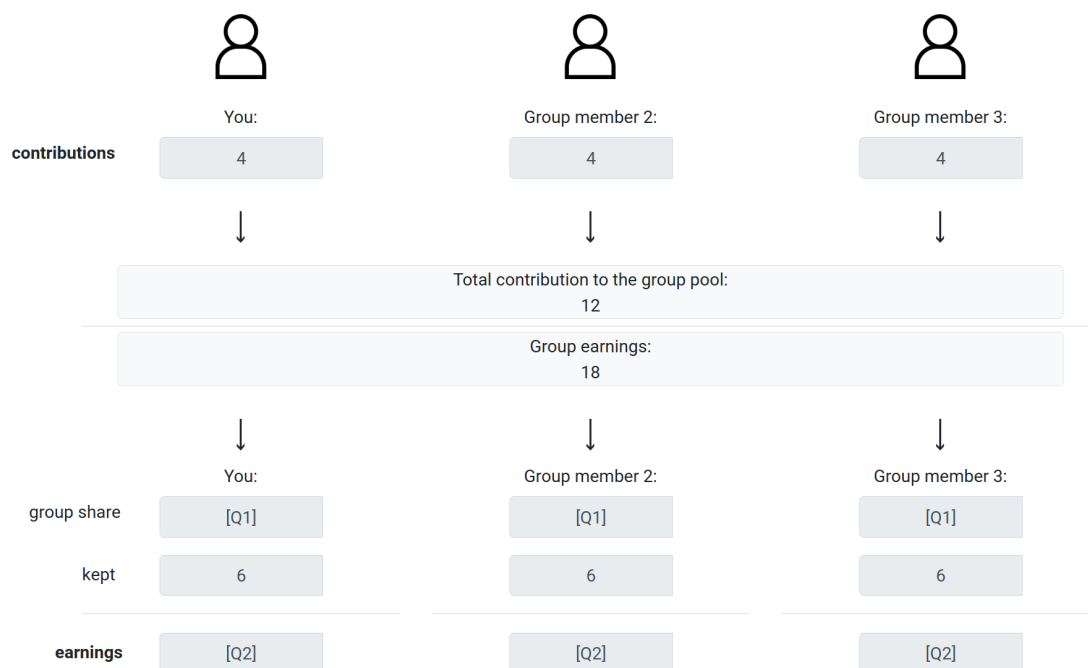 You: Group member 2: Group member 3:
contributions 4 4 4
↓ ↓ ↓
Total contribution to the group pool:
12
Group earnings:
18
↓ ↓ ↓
You: Group member 2: Group member 3:
group share [Q1] [Q1] [Q1]
kept 6 6 6
earnings [Q2] [Q2] [Q2]